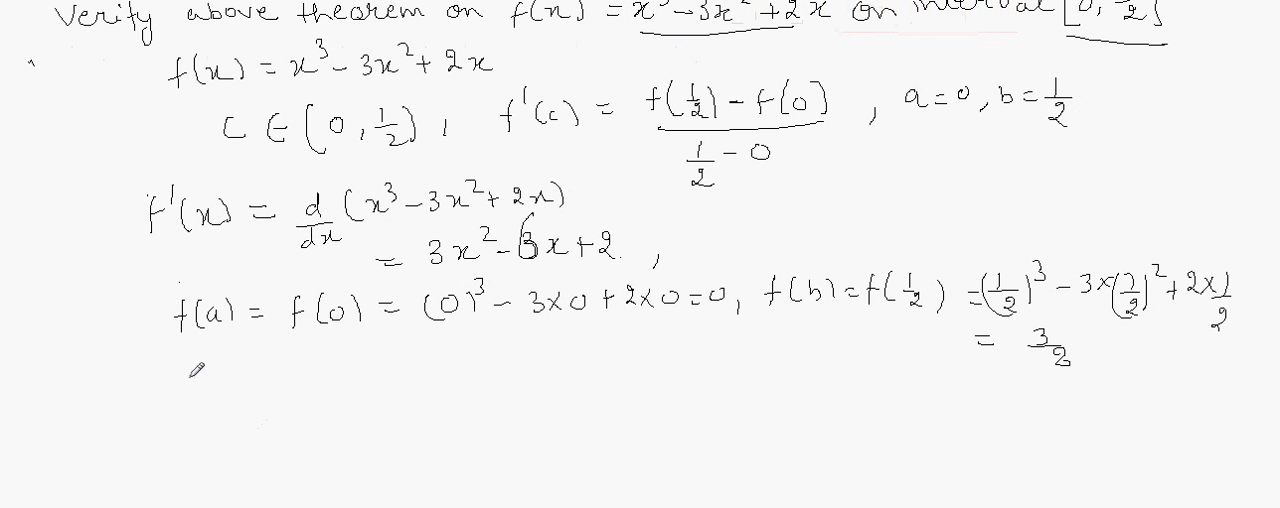 Verify above theorem on f(x) = x³ - 3x² + 2x on interval [0, 1/2]
f(x) = x³ - 3x² + 2x
C ∈ (0, 1/2), f'(c) = (f(1/2) - f(0))/(1/2 - 0), a=0, b=1/2
f'(x) = d/dx (x³ - 3x² + 2x)
= 3x² - 6x + 2,
f(a) = f(0) = (0)³ - 3×0 + 2×0 = 0, f(b) = f(1/2) = (1/2)³ - 3×(1/2)² + 2×1/2
= 3/8